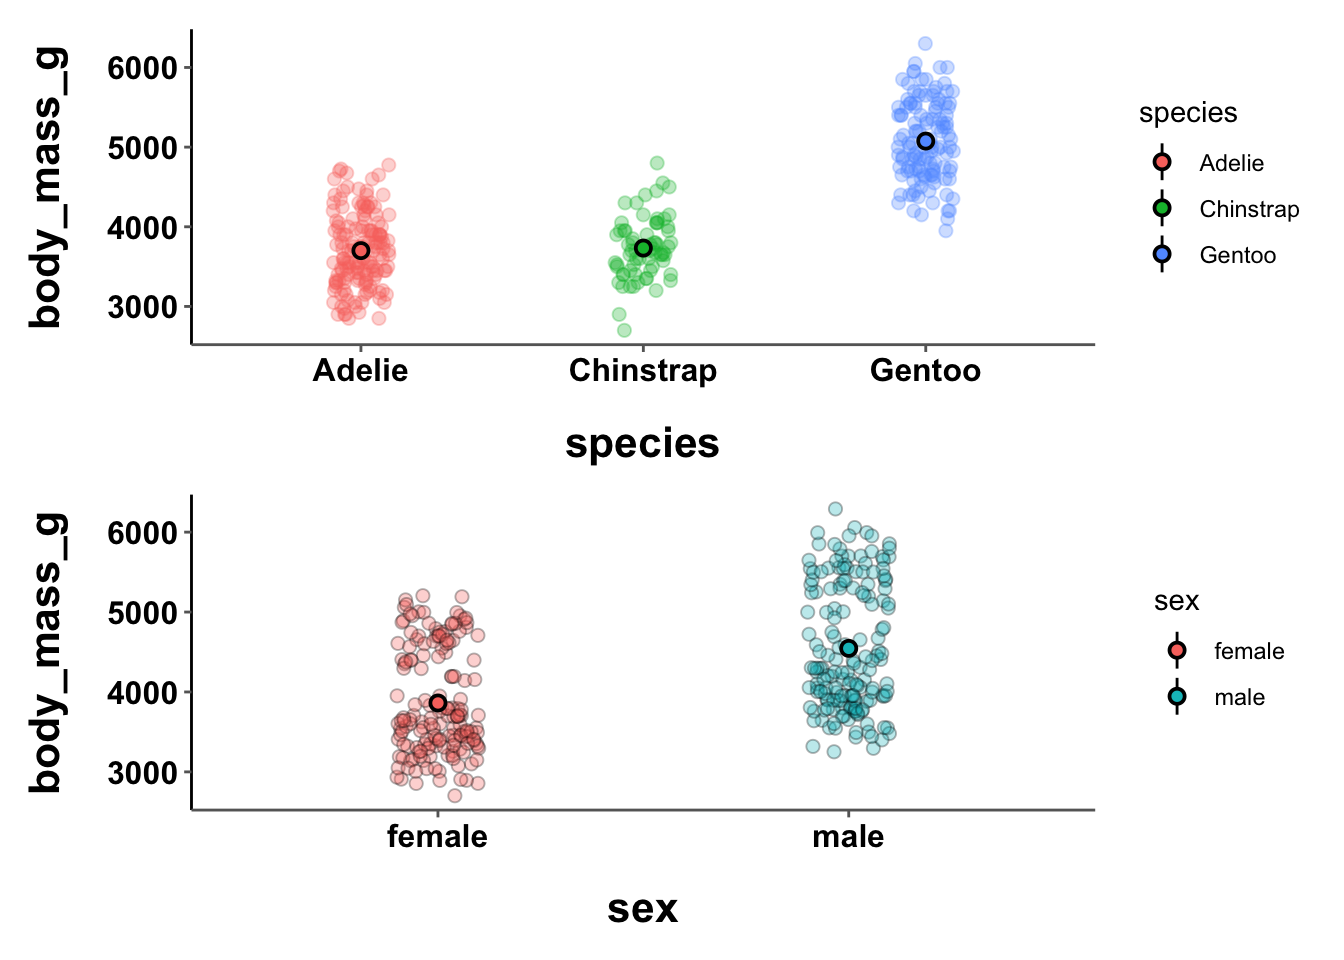 body_mass_g
6000
5000
4000
3000
Adelie
Chinstrap
Gentoo
species
species
Adelie
Chinstrap
Gentoo
body_mass_g
6000
5000
4000
3000
female
male
sex
sex
female
male